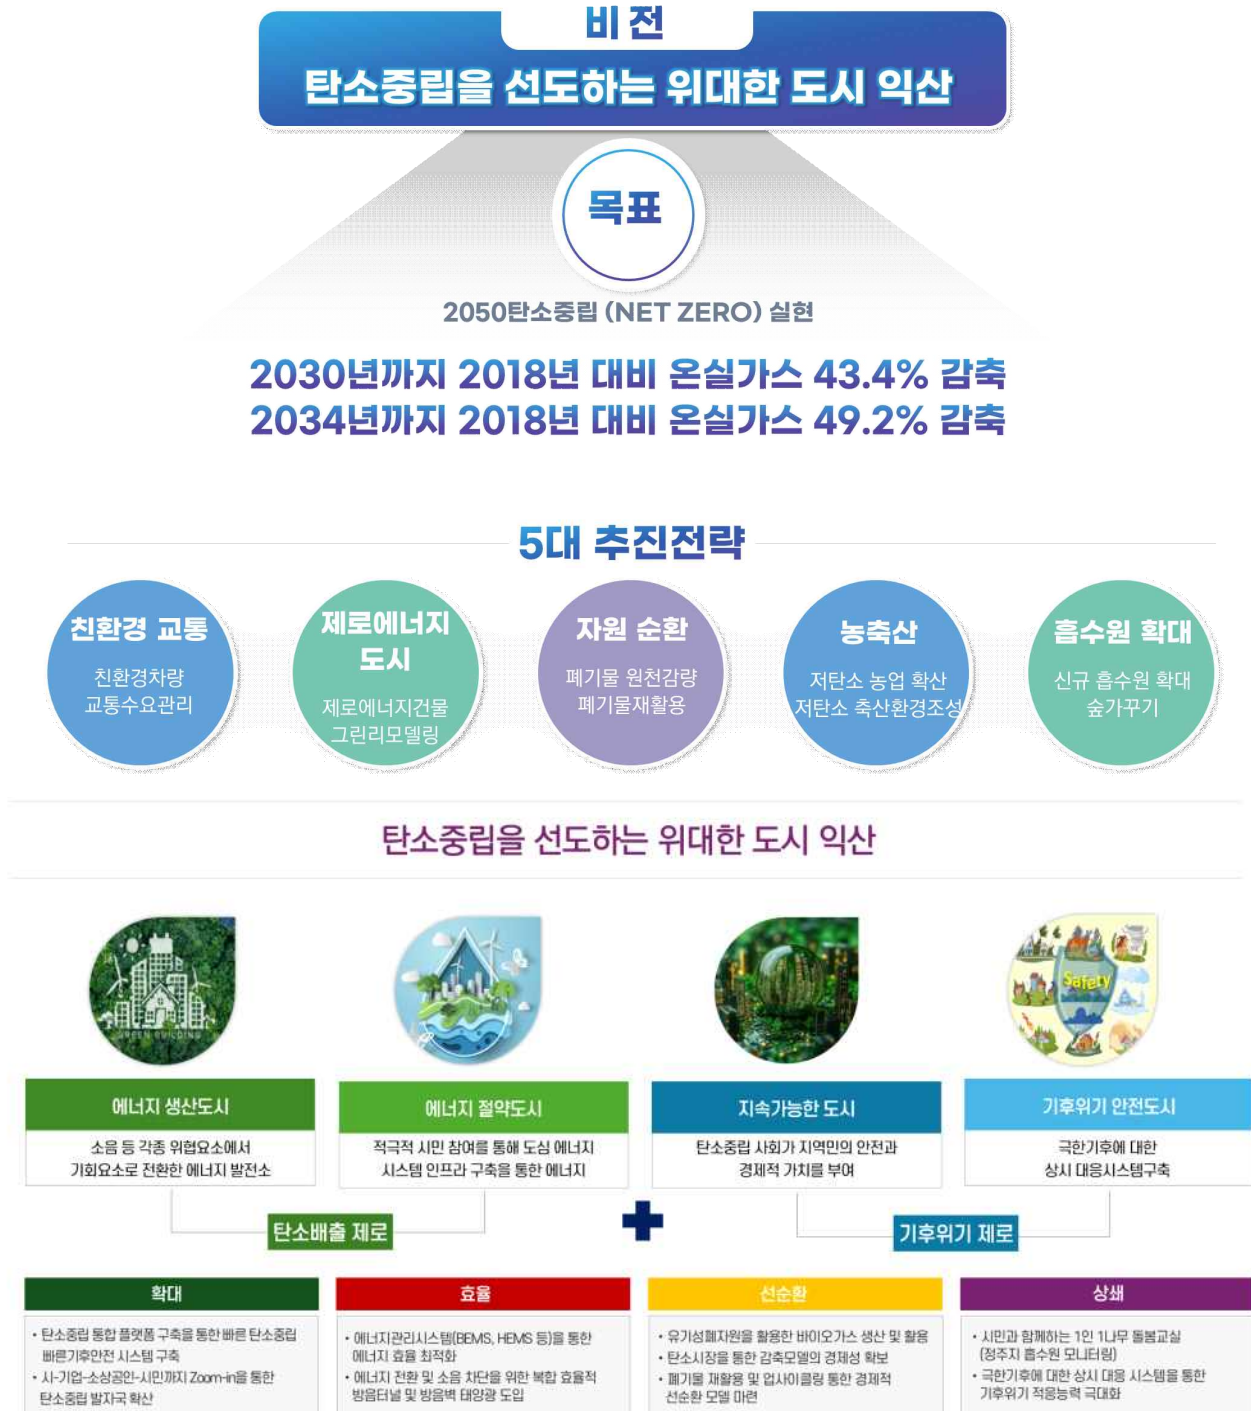 비전
탄소중립을 선도하는 위대한 도시 익산
목표
2050탄소중립 (NET ZERO) 실현
2030년까지 2018년 대비 온실가스 43.4% 감축
2034년까지 2018년 대비 온실가스 49.2% 감축
5대 추진전략
친환경 교통
친환경차량
교통수요관리
제로에너지
도시
제로에너지건물
그린리모델링
자원 순환
폐기물 원천감량
폐기물재활용
농축산
저탄소 농업 확산
저탄소 축산환경조성
흡수원 확대
신규 흡수원 확대
숲가꾸기
탄소중립을 선도하는 위대한 도시 익산
GREEN BUILDING
Safety
에너지 생산도시
소음 등 각종 위협요소에서
기회요소로 전환한 에너지 발전소
에너지 절약도시
적극적 시민 참여를 통해 도심 에너지
시스템 인프라 구축을 통한 에너지
지속가능한 도시
탄소중립 사회가 지역민의 안전과
경제적 가치를 부여
기후위기 안전도시
극한기후에 대한
상시 대응시스템구축
탄소배출 제로
기후위기 제로
확대
• 탄소중립 통합 플랫폼 구축을 통한 빠른 탄소중립
빠른기후안전 시스템 구축
• 시-기업-소상공인-시민까지 Zoom-in을 통한
탄소중립 발자국 확산
효율
• 에너지관리시스템(BEMS, HEMS 등)을 통한
에너지 효율 최적화
• 에너지 전환 및 소음 차단을 위한 복합 효율적
방음터널 및 방음벽 태양광 도입
선순환
• 유기성폐자원을 활용한 바이오가스 생산 및 활용
• 탄소시장을 통한 감축모델의 경제성 확보
• 폐기물 재활용 및 업사이클링 통한 경제적
선순환 모델 마련
상쇄
• 시민과 함께하는 1인 1나무 돌봄교실
(정주지 흡수원 모니터링)
• 극한기후에 대한 상시 대응 시스템을 통한
기후위기 적응능력 극대화